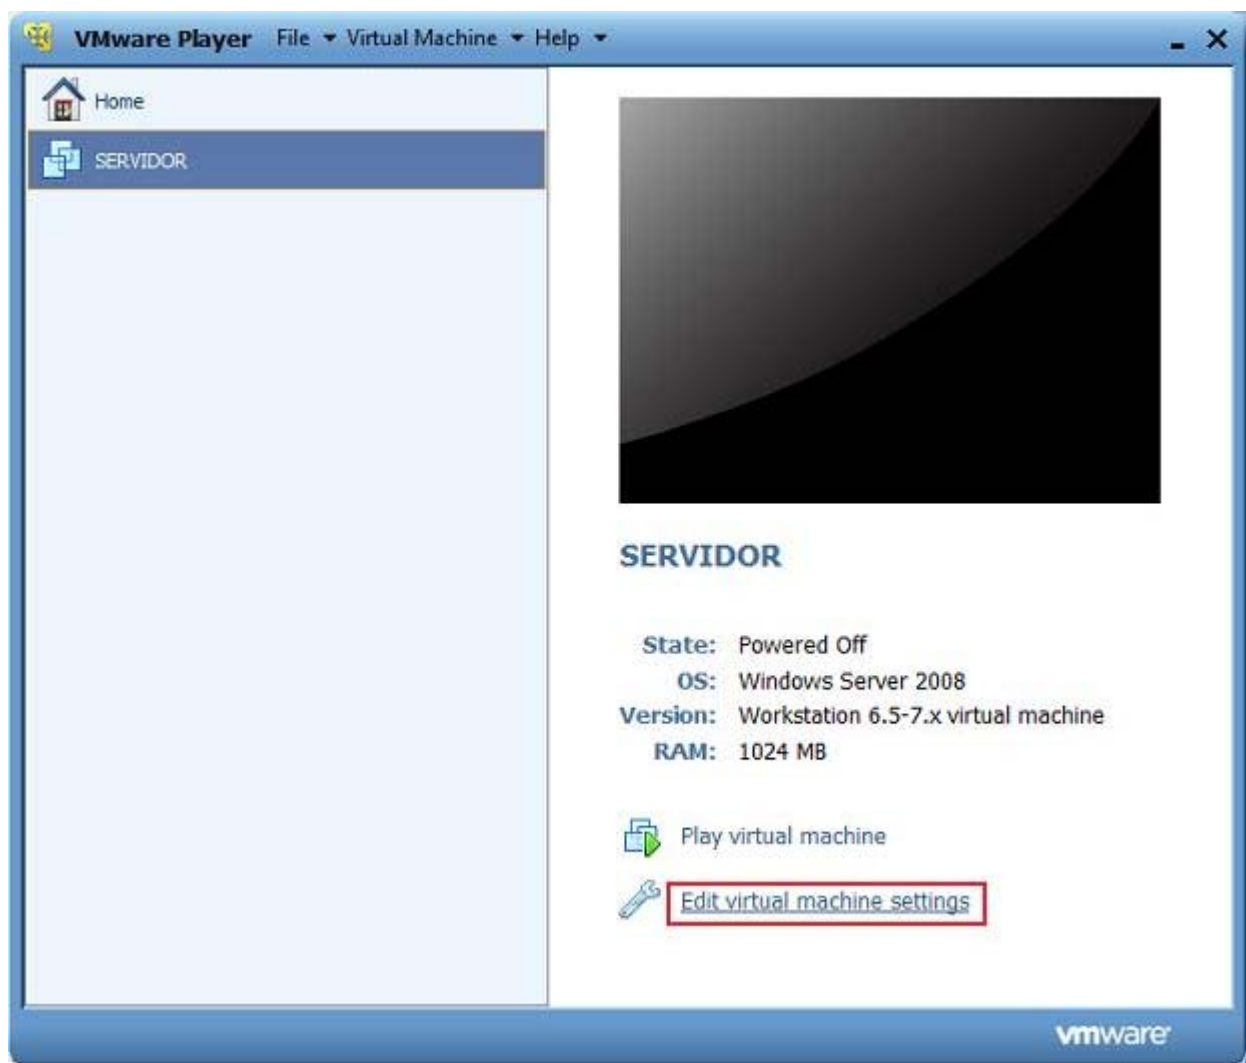 VMware Player File Virtual Machine Help
Home
SERVIDOR
SERVIDOR
State: Powered Off
OS: Windows Server 2008
Version: Workstation 6.5-7.x virtual machine
RAM: 1024 MB
Play virtual machine
Edit virtual machine settings
vmware